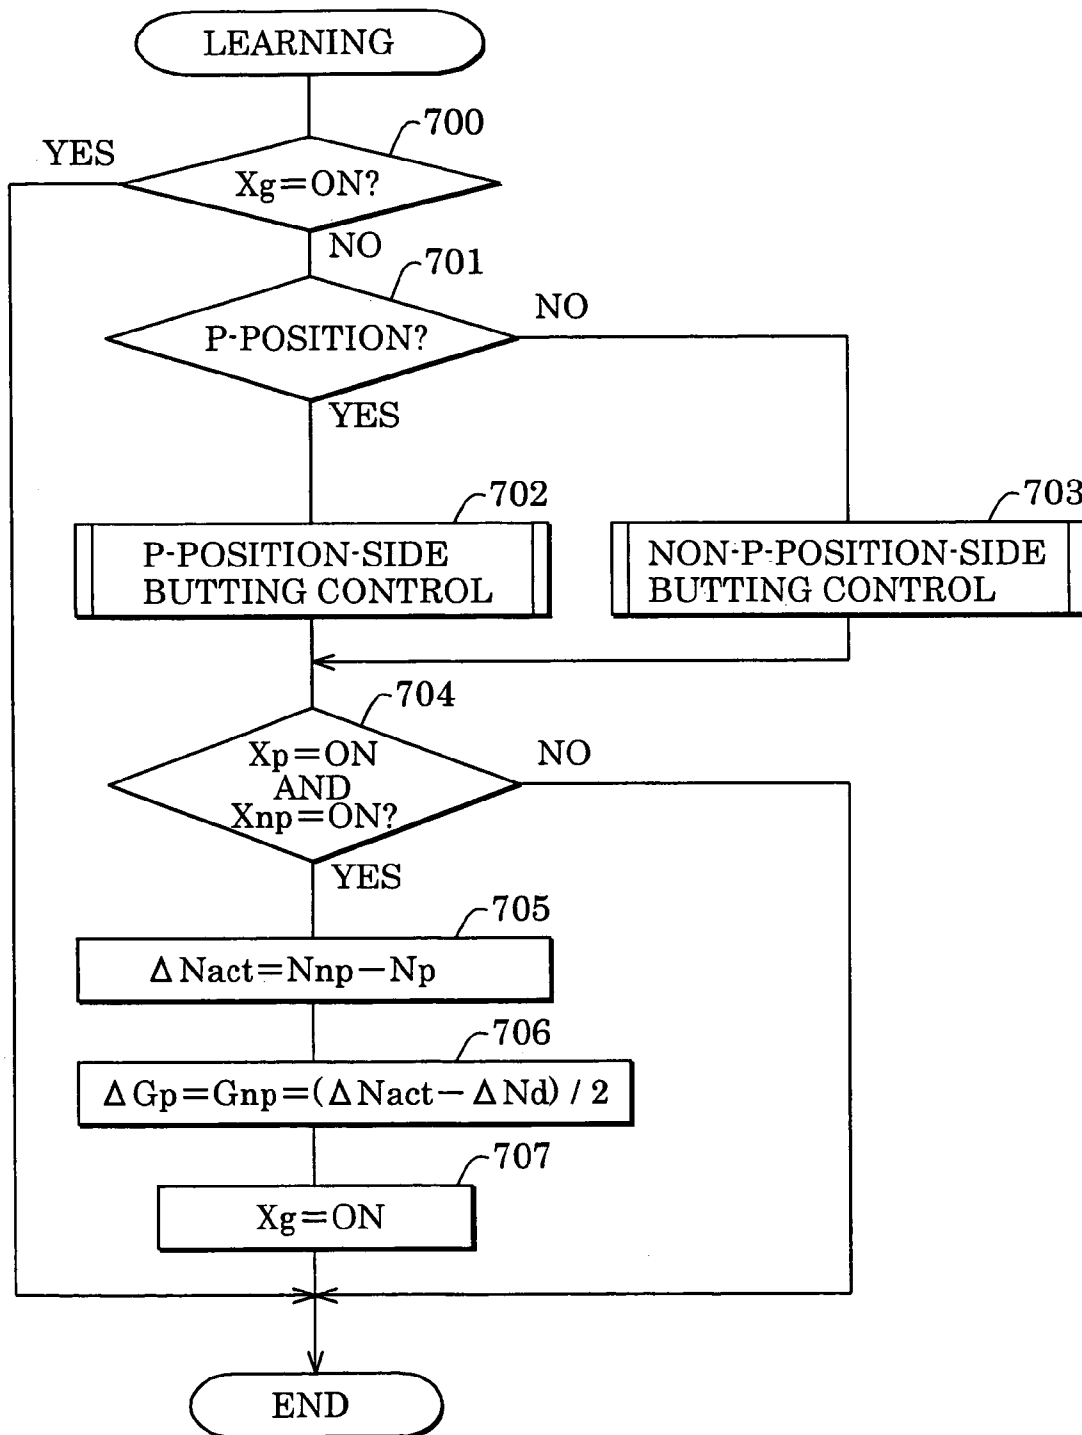 LEARNING
700
YES
Xg=ON?
NO
701
NO
P-POSITION?
YES
702
703
P-POSITION-SIDE
BUTTING CONTROL
NON-P-POSITION-SIDE
BUTTING CONTROL
704
Xp=ON
AND
Xnp=ON?
NO
YES
705
ΔNact=Nnp−Np
706
ΔGp=Gnp=(ΔNact−ΔNd)/2
707
Xg=ON
END